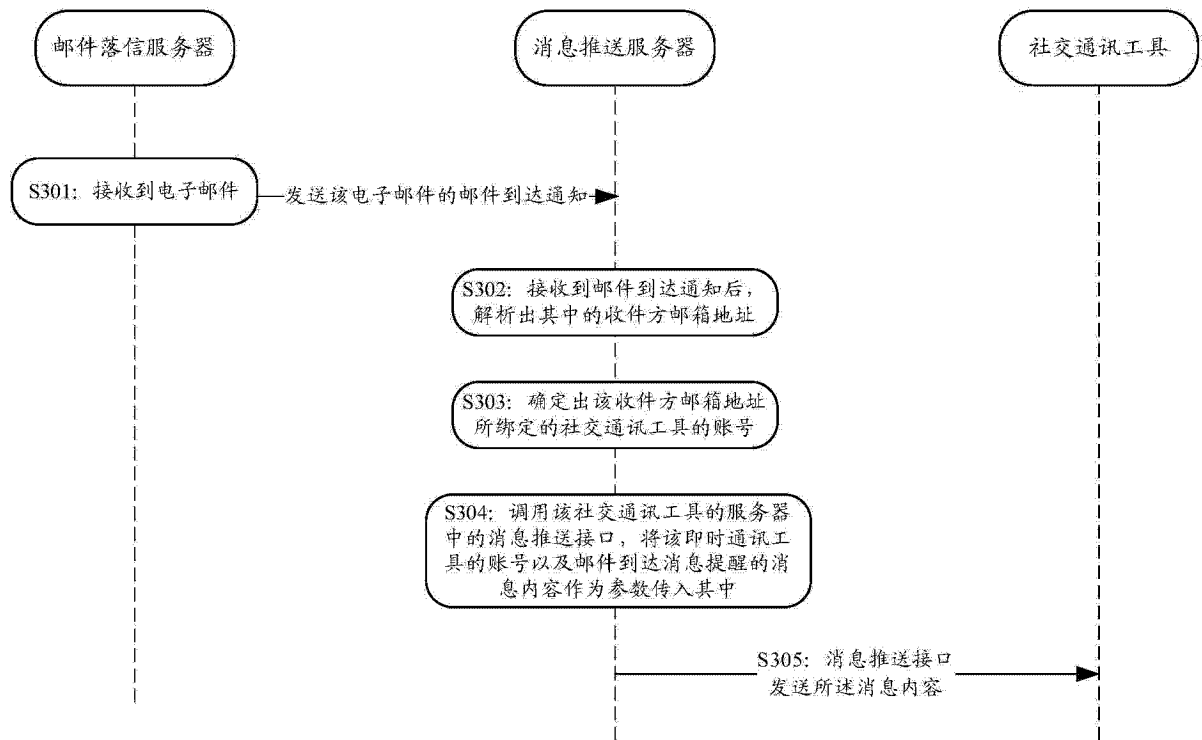 邮件落信服务器
消息推送服务器
社交通讯工具
S301：接收到电子邮件
发送该电子邮件的邮件到达通知
S302：接收到邮件到达通知后，
解析出其中的收件方邮箱地址
S303：确定出该收件方邮箱地址
所绑定的社交通讯工具的账号
S304：调用该社交通讯工具的服务器
中的消息推送接口，将该即时通讯工
具的账号以及邮件到达消息提醒的消
息内容作为参数传入其中
S305：消息推送接口
发送所述消息内容